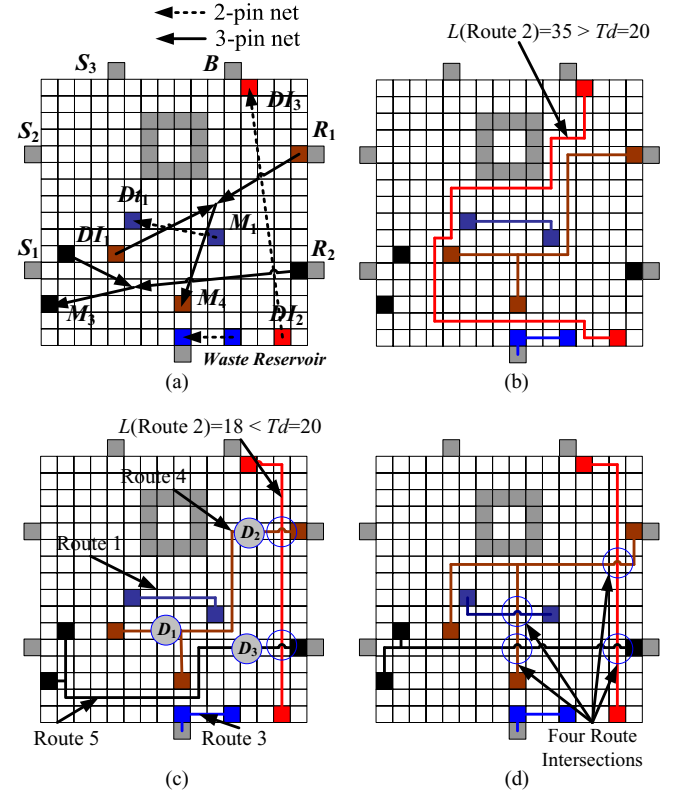 2-pin net
3-pin net
S3
B
L(Route 2)=35 > Td=20
DI3
S2
R1
Dt1
M1
DI1
S1
R2
M3
M4
DI2
Waste Reservoir
(a)
(b)
L(Route 2)=18 < Td=20
Route 4
D2
Route 1
D1
D3
Route 5
Route 3
Four Route
Intersections
(c)
(d)